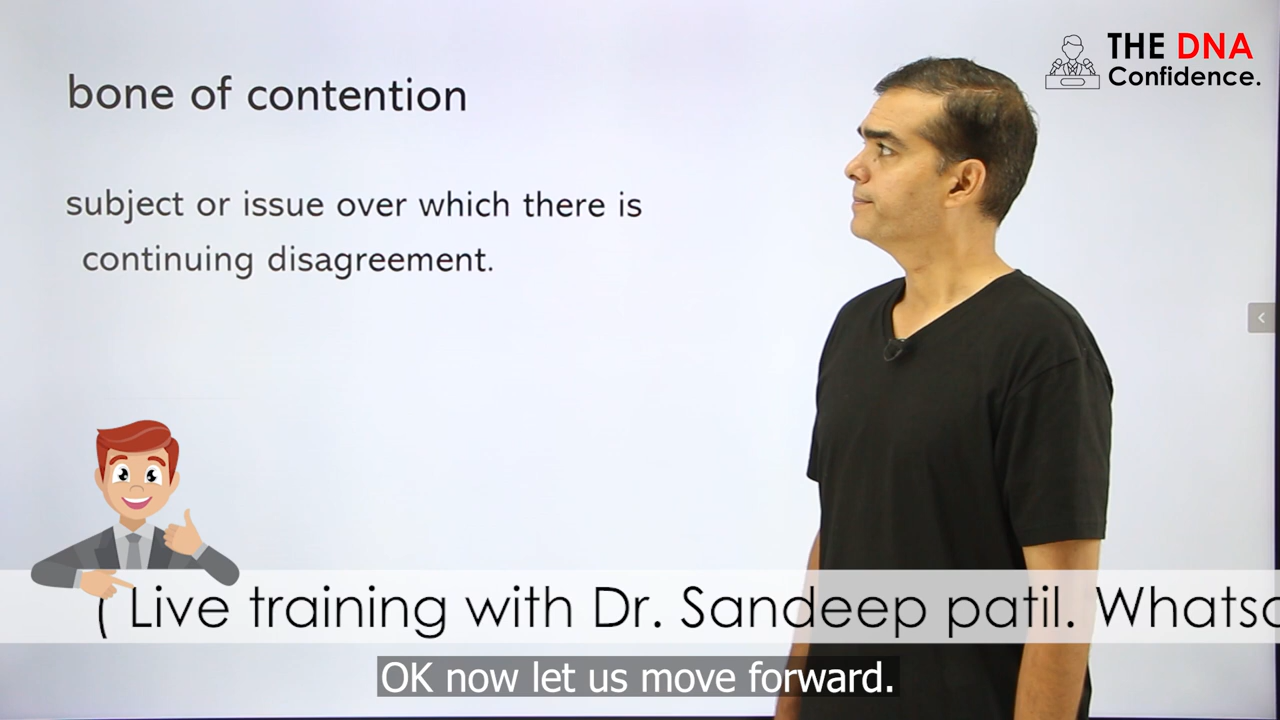 THE DNA
Confidence.
bone of contention
subject or issue over which there is
continuing disagreement.
( Live training with Dr. Sandeep patil. Whatsa
OK now let us move forward.